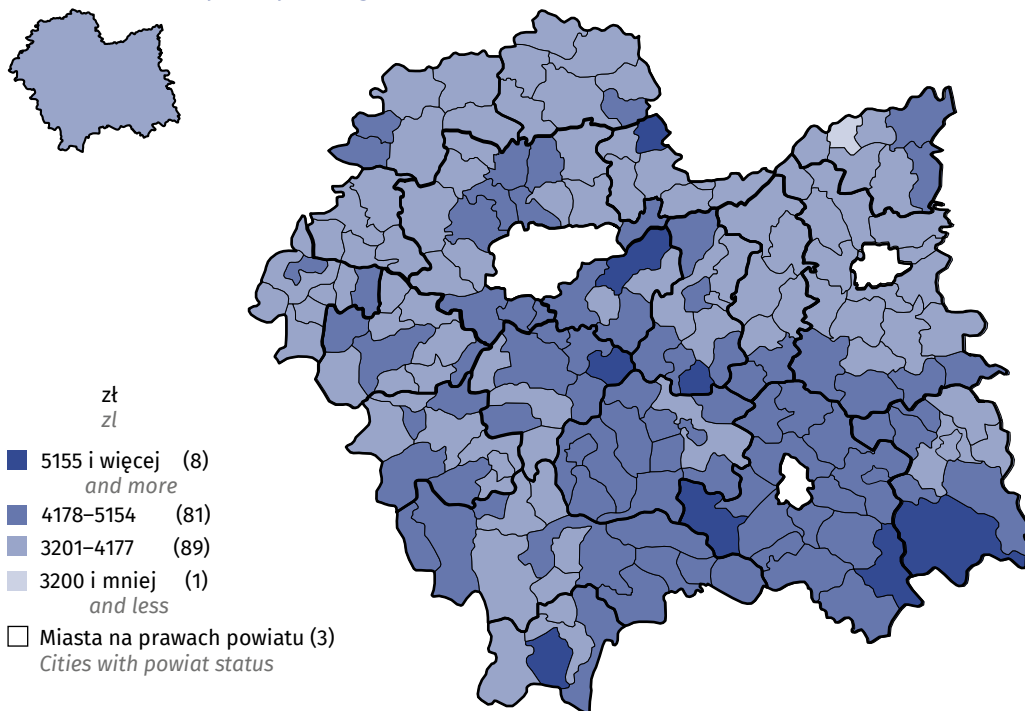 zł
zl
5155 i więcej (8)
and more
4178–5154 (81)
3201–4177 (89)
3200 i mniej (1)
and less
Miasta na prawach powiatu (3)
Cities with powiat status